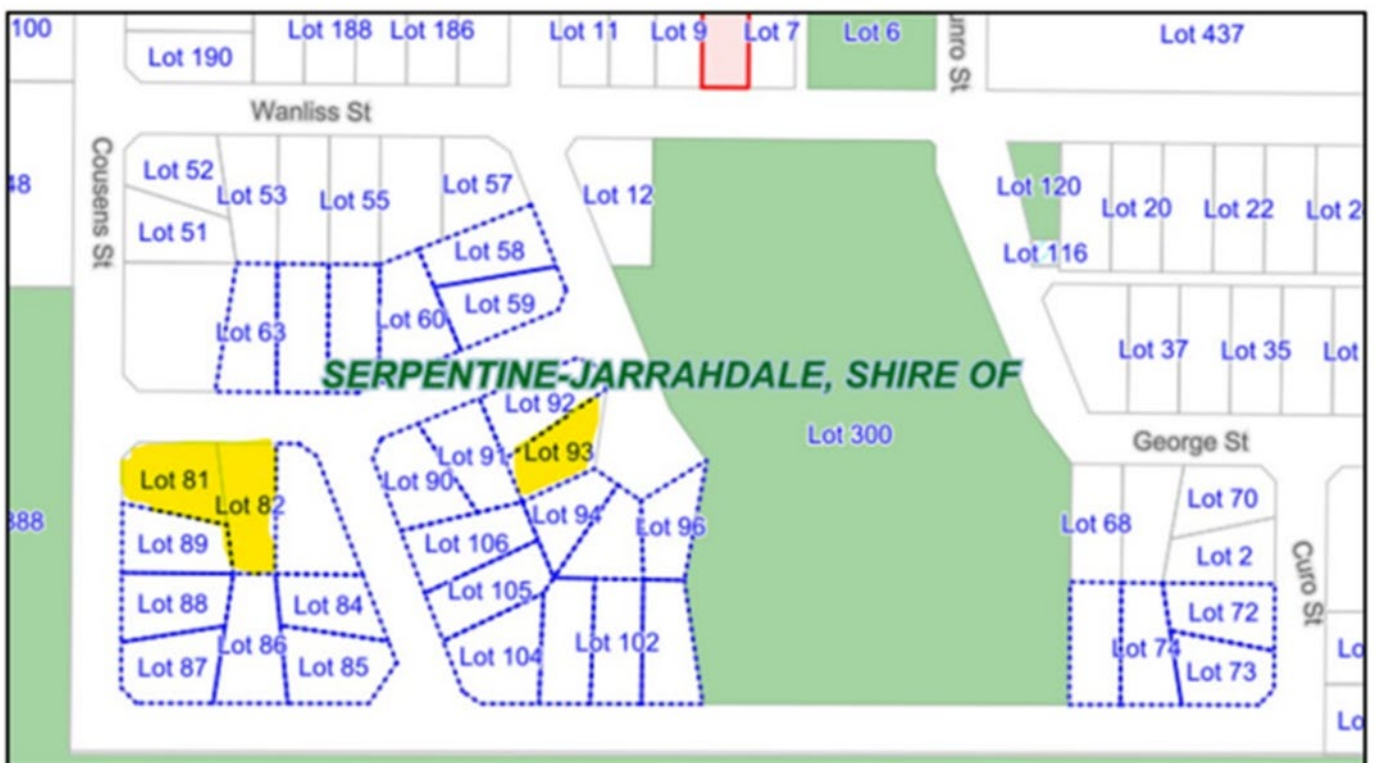 100
Lot 188
Lot 186
Lot 11
Lot 9
Lot 7
Lot 6
Lot 437
Lot 190
Wanliss St
Cousens St
48
Lot 52
Lot 53
Lot 55
Lot 57
Lot 12
Lot 120
Lot 20
Lot 22
Lot 51
Lot 58
Lot 116
Lot 59
Lot 63
Lot 60
Lot 37
Lot 35
Lot
SERPENTINE-JARRAHDALE, SHIRE OF
Lot 92
Lot 300
George St
Lot 93
Lot 91
Lot 90
Lot 81
Lot 82
Lot 70
Lot 94
Lot 96
Lot 68
388
Lot 89
Lot 106
Lot 2
Curo St
Lot 105
Lot 88
Lot 84
Lot 72
Lot 86
Lot 102
Lot 74
Lot 104
Lot 87
Lot 85
Lot 73